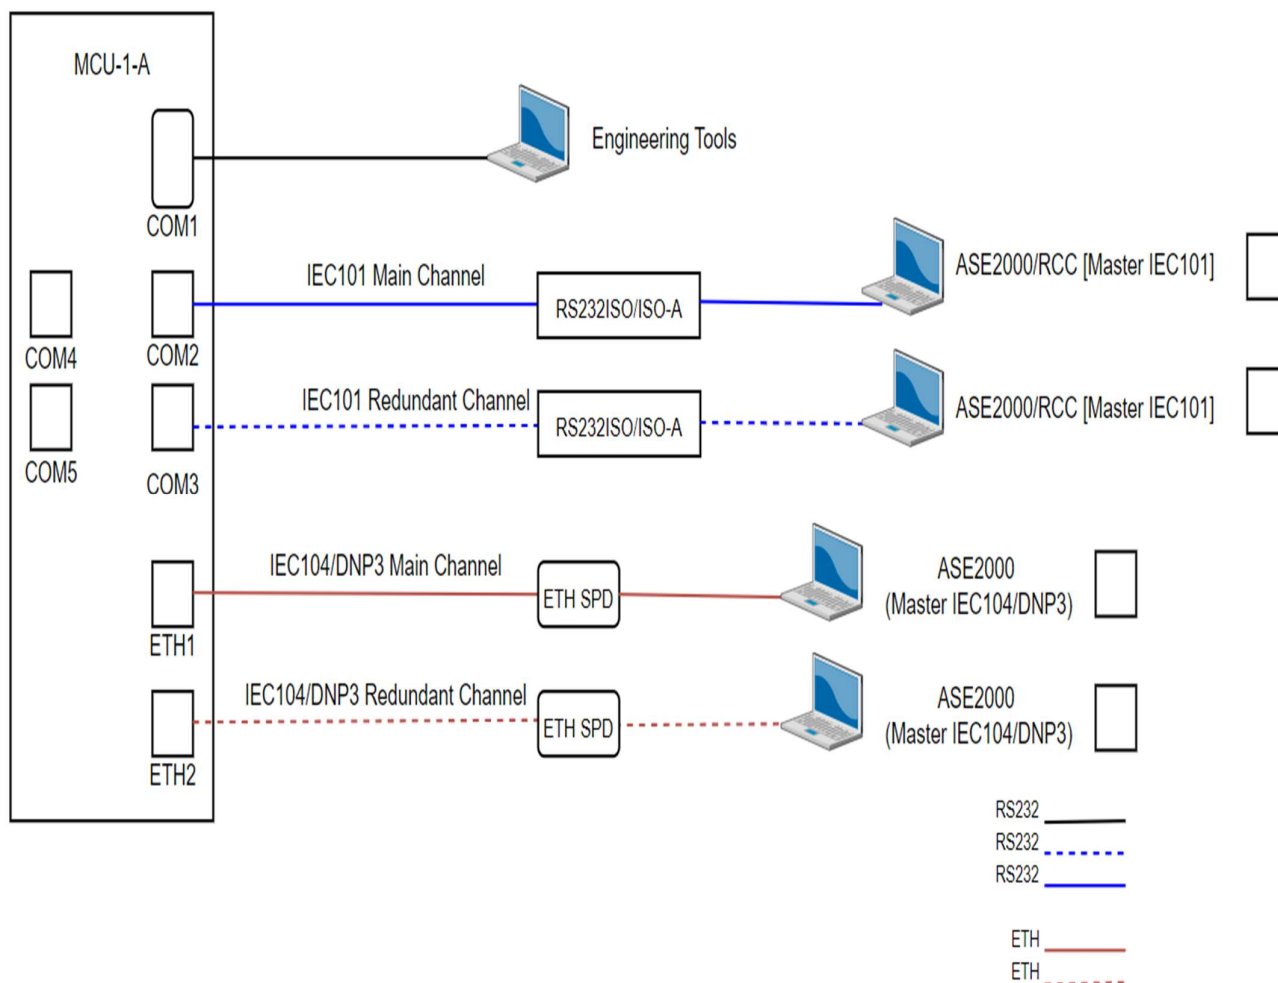 MCU-1-A
Engineering Tools
COM1
IEC101 Main Channel
RS232ISO/ISO-A
ASE2000/RCC [Master IEC101]
COM4
COM2
IEC101 Redundant Channel
RS232ISO/ISO-A
ASE2000/RCC [Master IEC101]
COM5
COM3
IEC104/DNP3 Main Channel
ETH SPD
ASE2000
(Master IEC104/DNP3)
ETH1
IEC104/DNP3 Redundant Channel
ETH SPD
ASE2000
(Master IEC104/DNP3)
ETH2
RS232
RS232
RS232
ETH
ETH